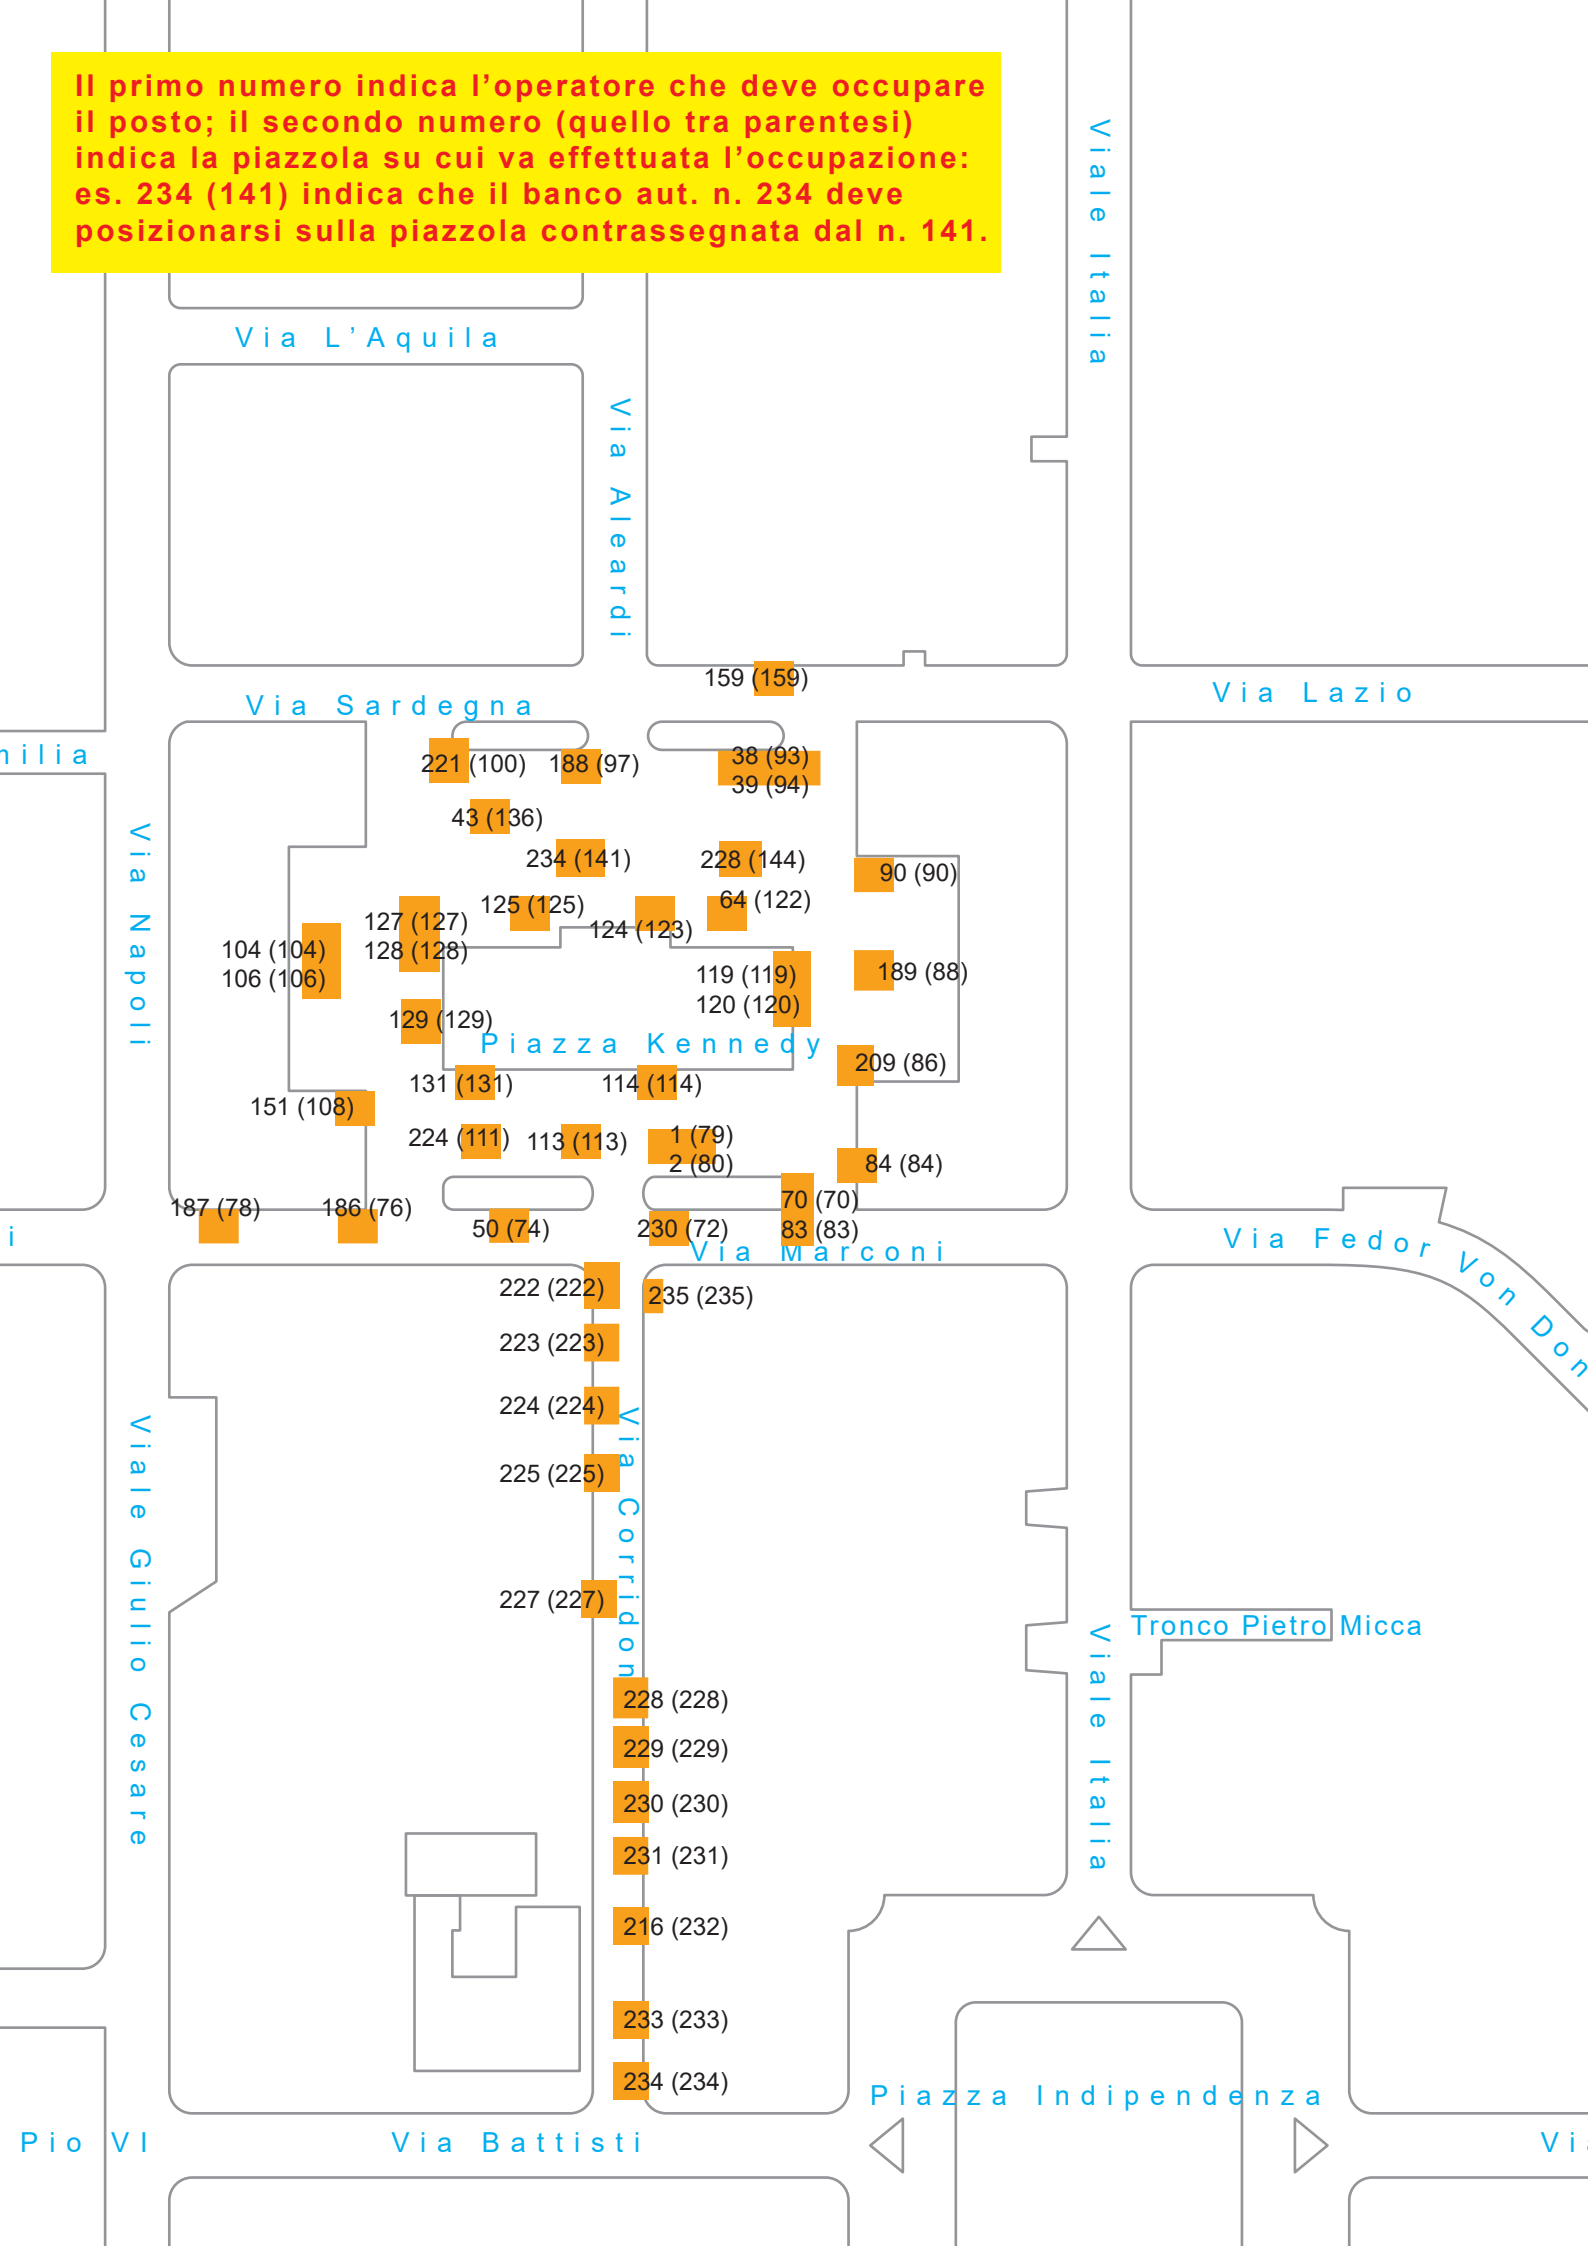 Il primo numero indica l’operatore che deve occupare
il posto; il secondo numero (quello tra parentesi)
indica la piazzola su cui va effettuata l’occupazione:
es. 234 (141) indica che il banco aut. n. 234 deve
posizionarsi sulla piazzola contrassegnata dal n. 141.
Viale Italia
Via L’Aquila
Via Aleardi
159 (159)
Via Sardegna
Via Lazio
milia
221 (100)
188 (97)
38 (93)
39 (94)
43 (136)
Via Napoli
234 (141)
228 (144)
90 (90)
125 (125)
64 (122)
127 (127)
124 (123)
128 (128)
104 (104)
106 (106)
119 (119)
189 (88)
120 (120)
129 (129)
Piazza Kennedy
209 (86)
131 (131)
114 (114)
151 (108)
224 (111)
113 (113)
1 (79)
2 (80)
84 (84)
187 (78)
186 (76)
70 (70)
50 (74)
230 (72)
83 (83)
i
Via Marconi
Via Fedor Von Don
222 (222)
235 (235)
223 (223)
224 (224)
Via Corridon
225 (225)
Viale Giulio Cesare
227 (227)
Tronco Pietro Micca
Viale Italia
228 (228)
229 (229)
230 (230)
231 (231)
216 (232)
233 (233)
234 (234)
Piazza Indipendenza
Pio VI
Via Battisti
Via